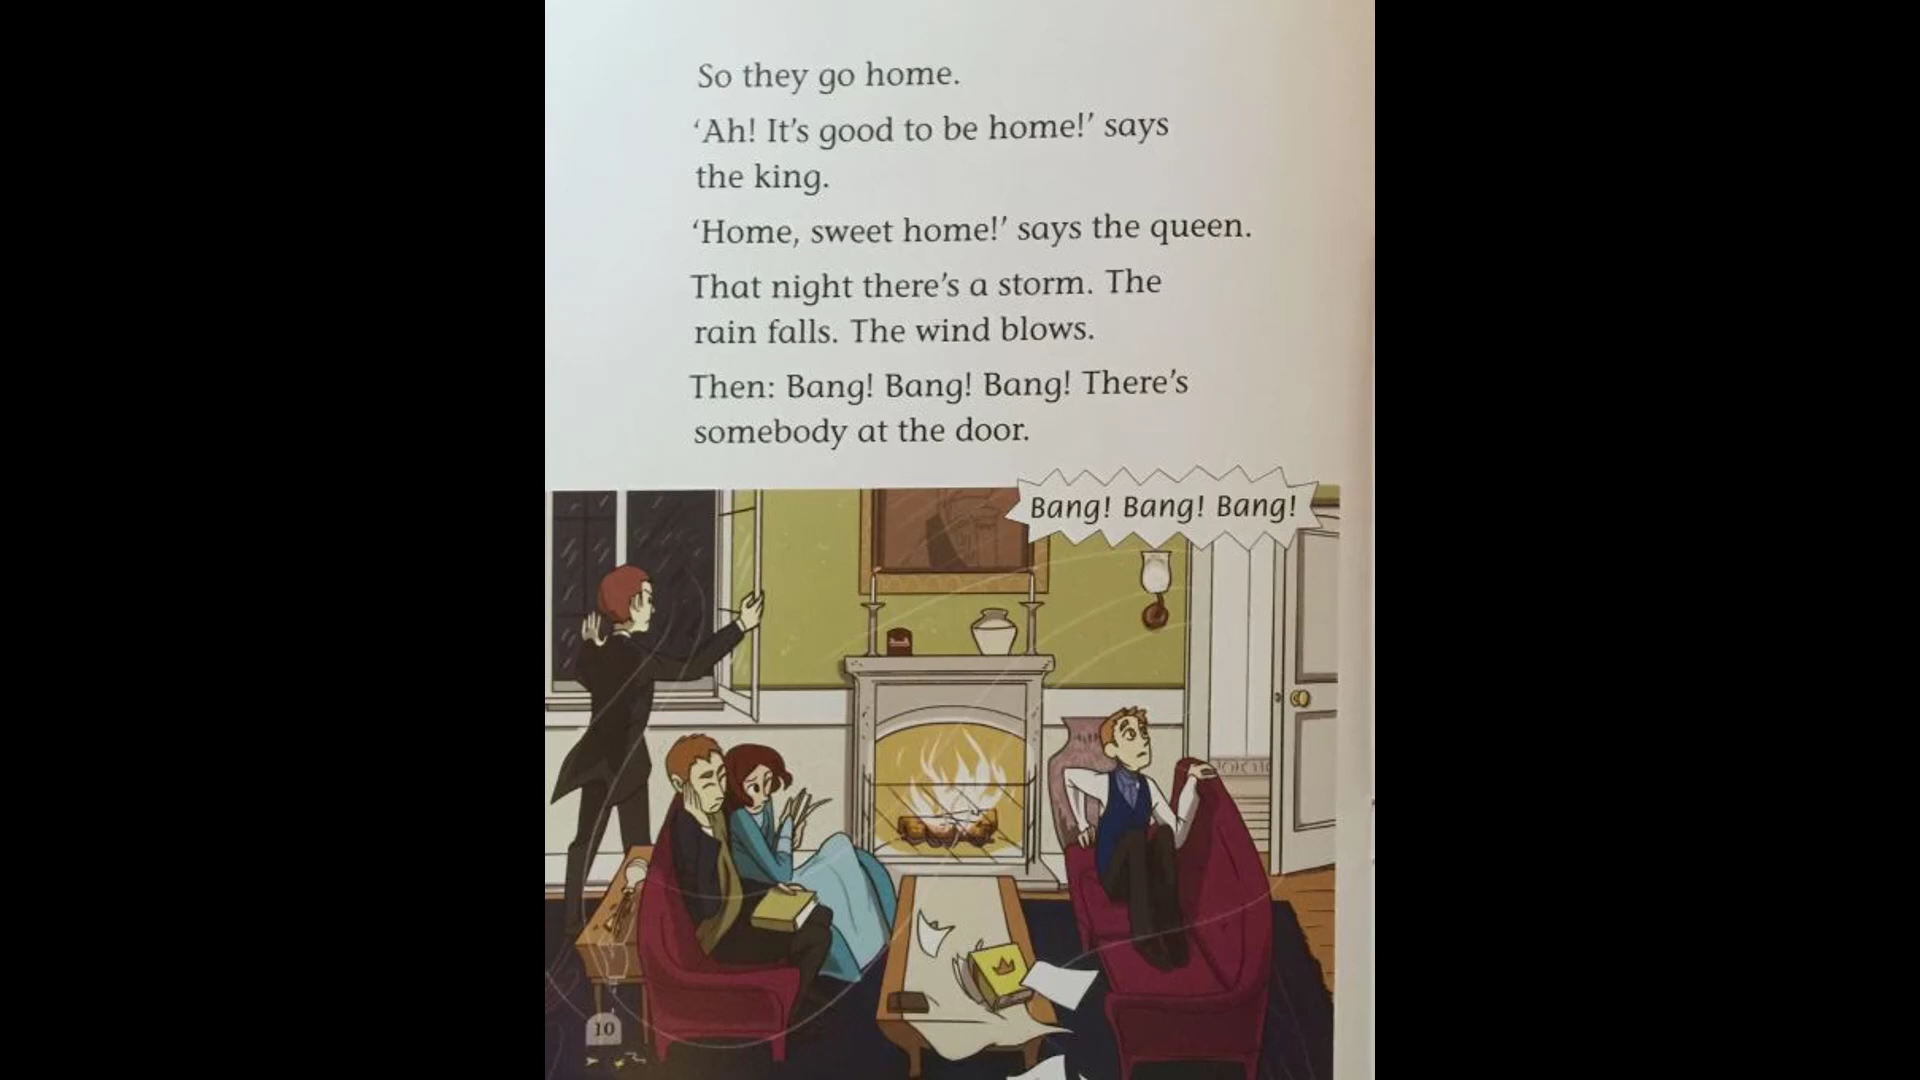 So they go home.
‘Ah! It’s good to be home!’ says
the king.
‘Home, sweet home!’ says the queen.
That night there’s a storm. The
rain falls. The wind blows.
Then: Bang! Bang! Bang! There’s
somebody at the door.
Bang! Bang! Bang!
10